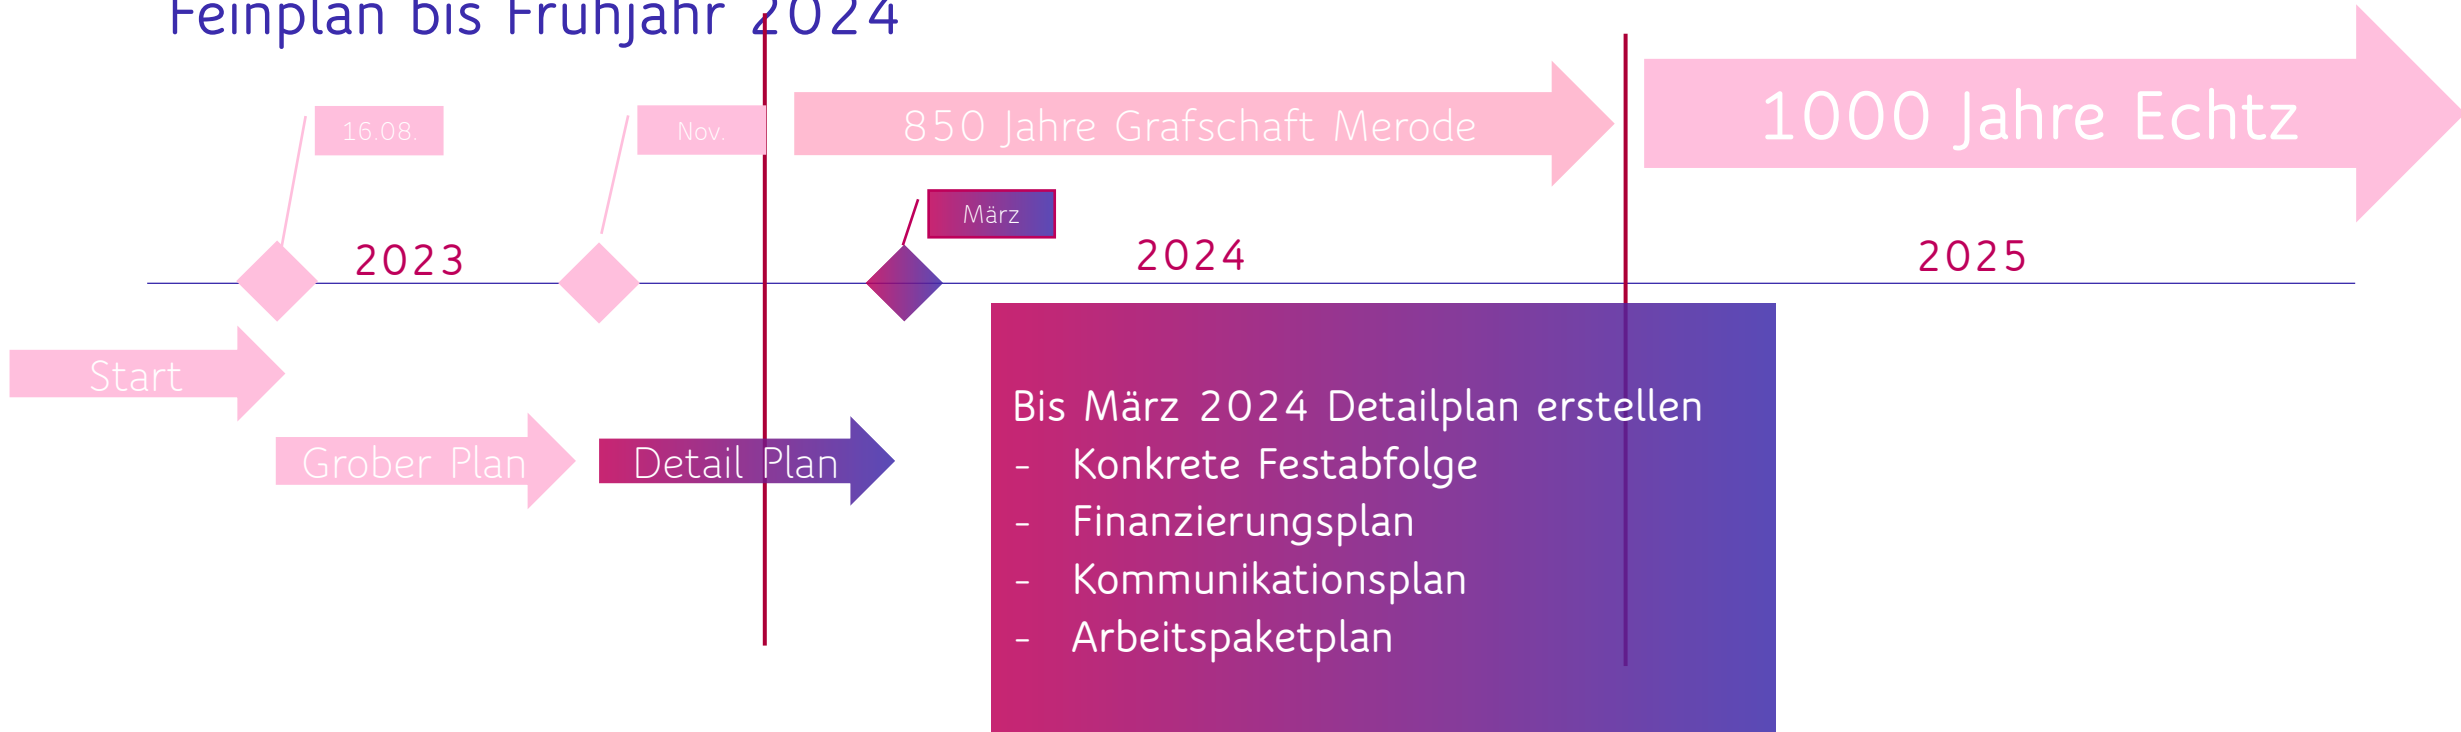 Feinplan bis Frühjahr 2024
16.08.
Nov.
850 Jahre Grafschaft Merode
1000 Jahre Echtz
März
2023
2024
2025
Start
Grober Plan
Detail Plan
Bis März 2024 Detailplan erstellen
- Konkrete Festabfolge
- Finanzierungsplan
- Kommunikationsplan
- Arbeitspaketplan